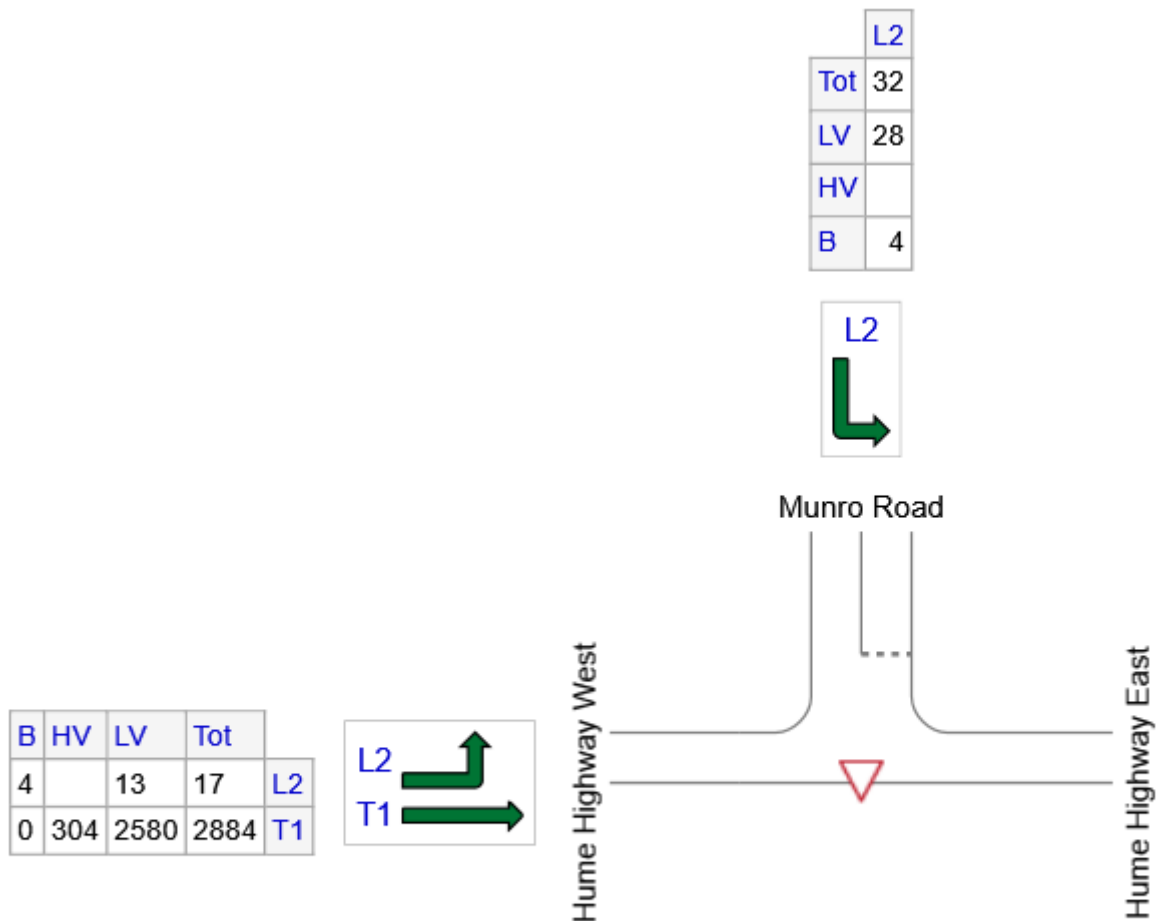 L2
Tot 32
LV 28
HV
B 4
L2
Munro Road
Hume Highway West
Hume Highway East
B HV LV Tot
4 13 17 L2
0 304 2580 2884 T1
L2
T1